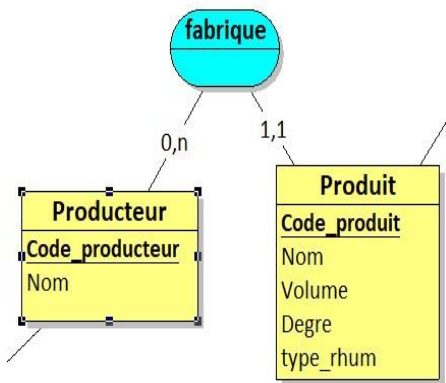 fabrique
0,n
1,1
Producteur
Code_producteur
Nom
Produit
Code_produit
Nom
Volume
Degre
type_rhum